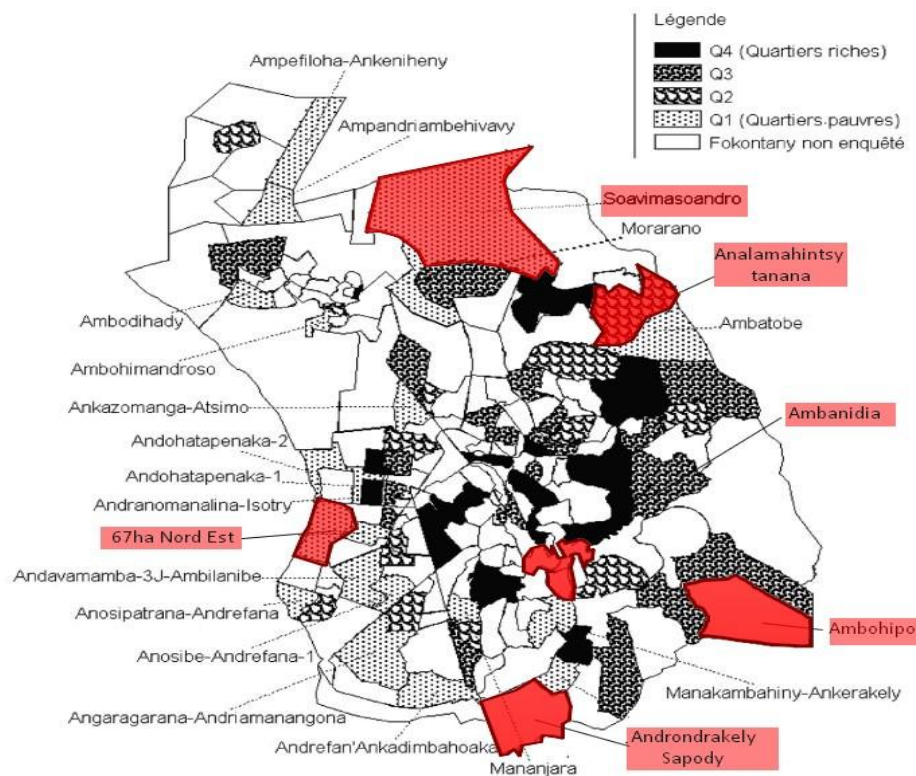 Légende
Q4 (Quartiers riches)
Q3
Q2
Q1 (Quartiers pauvres)
Fokontany non enquêté
Ampefiloha-Ankeniheny
Ampandriambehivavy
Soavimasoandro
Morarano
Analamahintsy
tanana
Ambatobe
Ambodihady
Ambohimandroso
Ankazomanga-Atsimo
Ambanidia
Andohatapenaka-2
Andohatapenaka-1
Andranomanalina-Isotry
67ha Nord Est
Andavamamba-3J-Ambilanibe
Anosipatrana-Andrefana
Ambohipo
Anosibe-Andrefana-1
Manakambahiny-Ankerakely
Angaragarana-Andriamanangona
Andrefan'Ankadimbahoaka
Androndrakely
Sapody
Mananjara